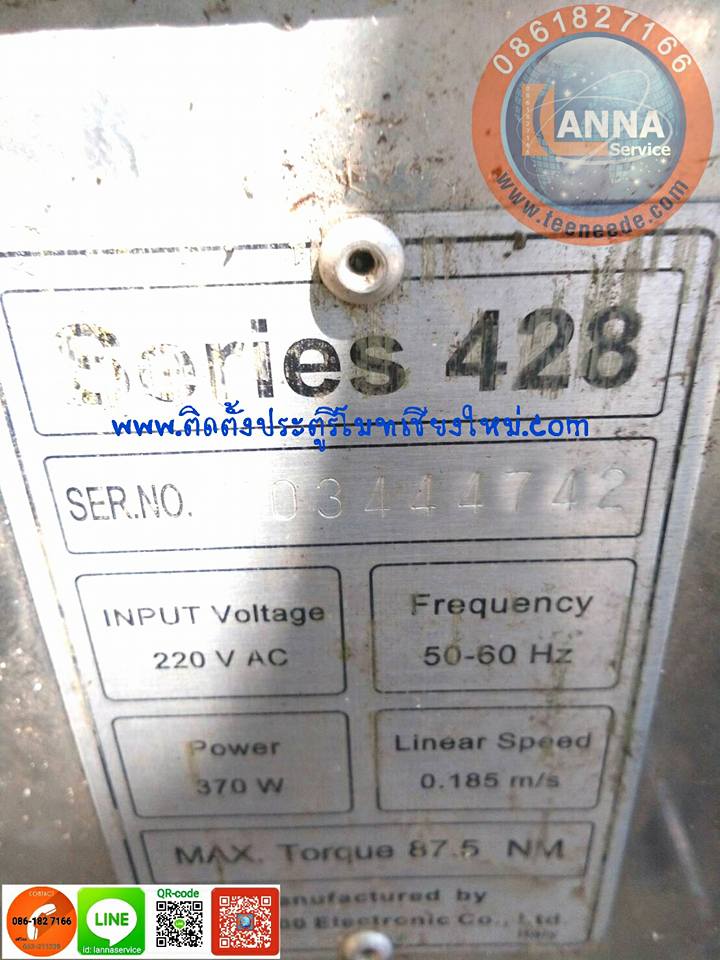 0861827166
LANNA
Service
www.teeneede.com
Series 428
www.ติดตั้งประตูรีโมทเชียงใหม่.com
SER.NO. 03444742
INPUT Voltage
220 V AC
Frequency
50-60 Hz
Power
370 W
Linear Speed
0.185 m/s
MAX. Torque 87.5 NM
by
Electronic Co., Ltd
CONTACT
086-182 7166
LINE
id: lannaservice
QR-code